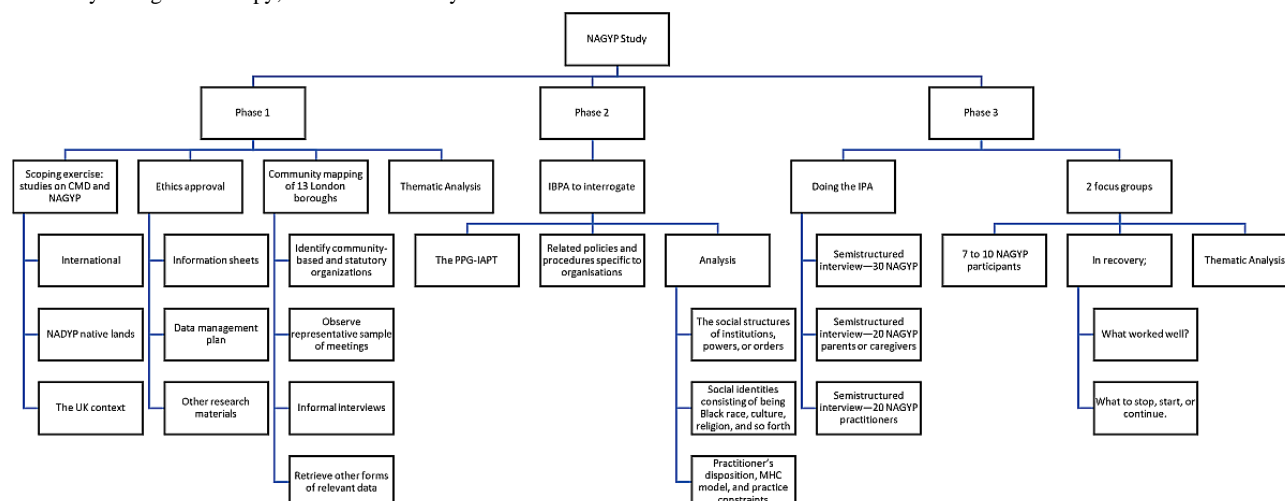 NAGYP Study
Phase 1
Phase 2
Phase 3
Scoping exercise:
studies on CMD and
NAGYP
Ethics approval
Community mapping
of 13 London
boroughs
Thematic Analysis
IBPA to interrogate
Doing the IPA
2 focus groups
International
NADYP native lands
The UK context
Information sheets
Data management
plan
Other research
materials
Identify community-
based and statutory
organizations
Observe
representative sample
of meetings
Informal interviews
Retrieve other forms
of relevant data
The PPG-IAPT
Related policies and
procedures specific to
organisations
Analysis
The social structures
of institutions,
powers, or orders
Social identities
consisting of being
Black race, culture,
religion, and so forth
Practitioner's
disposition, MHC
model, and practice
constraints
Semistructured
interview—30 NAGYP
Semistructured
interview—20 NAGYP
parents or caregivers
Semistructured
interview—20 NAGYP
practitioners
7 to 10 NAGYP
participants
In recovery;
Thematic Analysis
What worked well?
What to stop, start, or
continue.